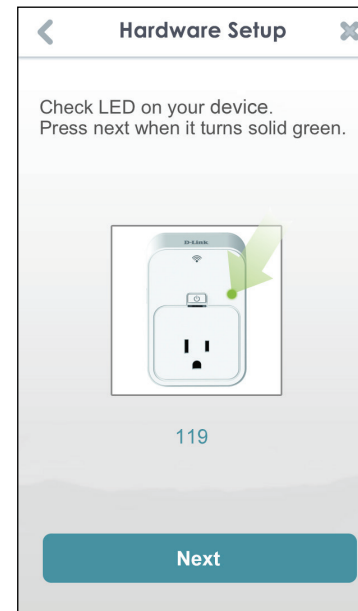 Hardware Setup
Check LED on your device.
Press next when it turns solid green.
D-Link
119
Next